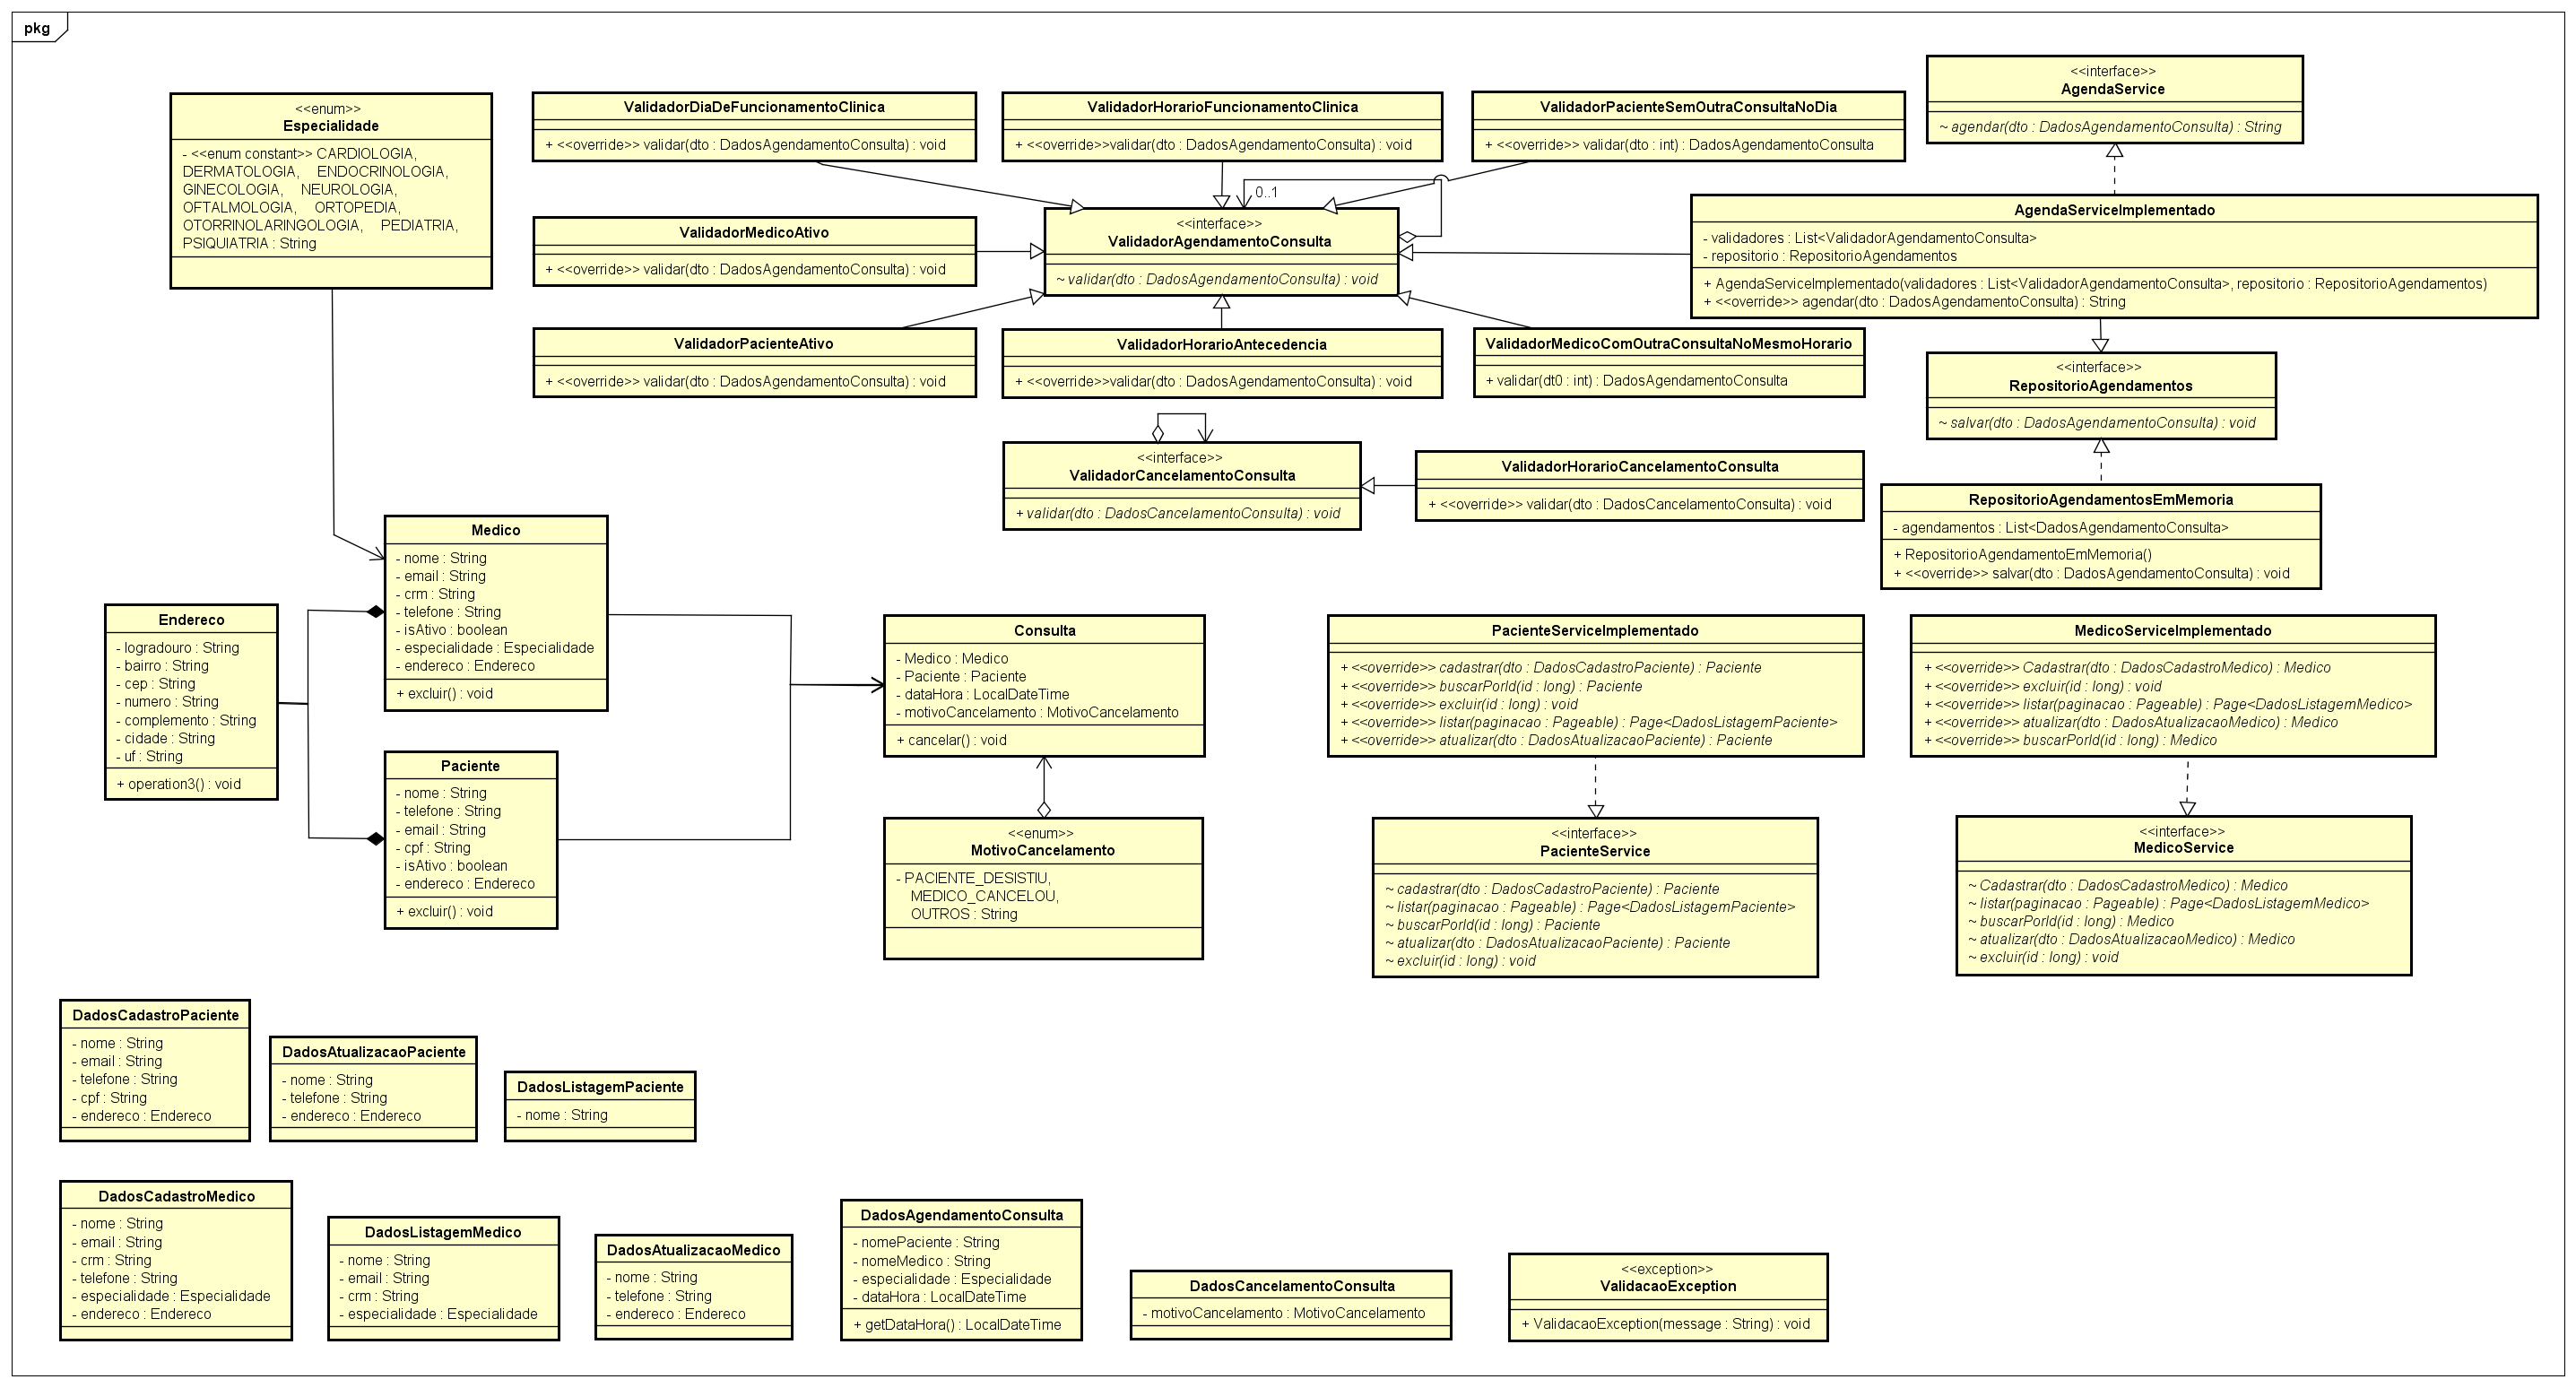 pkg
<<enum>>
Especialidade
- <<enum constant>> CARDIOLOGIA,
DERMATOLOGIA, ENDOCRINOLOGIA,
GINECOLOGIA, NEUROLOGIA,
OFTALMOLOGIA, ORTOPEDIA,
OTORRINOLARINGOLOGIA, PEDIATRIA,
PSIQUIATRIA : String
ValidadorDiaDeFuncionamentoClinica
+ <<override>> validar(dto : DadosAgendamentoConsulta) : void
ValidadorHorarioFuncionamentoClinica
+ <<override>>validar(dto : DadosAgendamentoConsulta) : void
ValidadorPacienteSemOutraConsultaNoDia
+ <<override>> validar(dto : int) : DadosAgendamentoConsulta
<<interface>>
AgendaService
~ agendar(dto : DadosAgendamentoConsulta) : String
0..1
ValidadorMedicoAtivo
+ <<override>> validar(dto : DadosAgendamentoConsulta) : void
<<interface>>
ValidadorAgendamentoConsulta
~ validar(dto : DadosAgendamentoConsulta) : void
AgendaServiceImplementado
- validadores : List<ValidadorAgendamentoConsulta>
- repositorio : RepositorioAgendamentos
+ AgendaServiceImplementado(validadores : List<ValidadorAgendamentoConsulta>, repositorio : RepositorioAgendamentos)
+ <<override>> agendar(dto : DadosAgendamentoConsulta) : String
ValidadorPacienteAtivo
+ <<override>> validar(dto : DadosAgendamentoConsulta) : void
ValidadorHorarioAntecedencia
+ <<override>>validar(dto : DadosAgendamentoConsulta) : void
ValidadorMedicoComOutraConsultaNoMesmoHorario
+ validar(dt0 : int) : DadosAgendamentoConsulta
<<interface>>
RepositorioAgendamentos
~ salvar(dto : DadosAgendamentoConsulta) : void
<<interface>>
ValidadorCancelamentoConsulta
+ validar(dto : DadosCancelamentoConsulta) : void
ValidadorHorarioCancelamentoConsulta
+ <<override>> validar(dto : DadosCancelamentoConsulta) : void
RepositorioAgendamentosEmMemoria
- agendamentos : List<DadosAgendamentoConsulta>
+ RepositorioAgendamentoEmMemoria()
+ <<override>> salvar(dto : DadosAgendamentoConsulta) : void
Medico
- nome : String
- email : String
- crm : String
- telefone : String
- isAtivo : boolean
- especialidade : Especialidade
- endereco : Endereco
+ excluir() : void
Endereco
- logradouro : String
- bairro : String
- cep : String
- numero : String
- complemento : String
- cidade : String
- uf : String
+ operation3() : void
Consulta
- Medico : Medico
- Paciente : Paciente
- dataHora : LocalDateTime
- motivoCancelamento : MotivoCancelamento
+ cancelar() : void
PacienteServiceImplementado
+ <<override>> cadastrar(dto : DadosCadastroPaciente) : Paciente
+ <<override>> buscarPorId(id : long) : Paciente
+ <<override>> excluir(id : long) : void
+ <<override>> listar(paginacao : Pageable) : Page<DadosListagemPaciente>
+ <<override>> atualizar(dto : DadosAtualizacaoPaciente) : Paciente
MedicoServiceImplementado
+ <<override>> Cadastrar(dto : DadosCadastroMedico) : Medico
+ <<override>> excluir(id : long) : void
+ <<override>> listar(paginacao : Pageable) : Page<DadosListagemMedico>
+ <<override>> atualizar(dto : DadosAtualizacaoMedico) : Medico
+ <<override>> buscarPorId(id : long) : Medico
Paciente
- nome : String
- telefone : String
- email : String
- cpf : String
- isAtivo : boolean
- endereco : Endereco
+ excluir() : void
<<enum>>
MotivoCancelamento
- PACIENTE_DESISTIU,
MEDICO_CANCELOU,
OUTROS : String
<<interface>>
PacienteService
~ cadastrar(dto : DadosCadastroPaciente) : Paciente
~ listar(paginacao : Pageable) : Page<DadosListagemPaciente>
~ buscarPorId(id : long) : Paciente
~ atualizar(dto : DadosAtualizacaoPaciente) : Paciente
~ excluir(id : long) : void
<<interface>>
MedicoService
~ Cadastrar(dto : DadosCadastroMedico) : Medico
~ listar(paginacao : Pageable) : Page<DadosListagemMedico>
~ buscarPorId(id : long) : Medico
~ atualizar(dto : DadosAtualizacaoMedico) : Medico
~ excluir(id : long) : void
DadosCadastroPaciente
- nome : String
- email : String
- telefone : String
- cpf : String
- endereco : Endereco
DadosAtualizacaoPaciente
- nome : String
- telefone : String
- endereco : Endereco
DadosListagemPaciente
- nome : String
DadosCadastroMedico
- nome : String
- email : String
- crm : String
- telefone : String
- especialidade : Especialidade
- endereco : Endereco
DadosListagemMedico
- nome : String
- email : String
- crm : String
- especialidade : Especialidade
DadosAtualizacaoMedico
- nome : String
- telefone : String
- endereco : Endereco
DadosAgendamentoConsulta
- nomePaciente : String
- nomeMedico : String
- especialidade : Especialidade
- dataHora : LocalDateTime
+ getDataHora() : LocalDateTime
DadosCancelamentoConsulta
- motivoCancelamento : MotivoCancelamento
<<exception>>
ValidacaoException
+ ValidacaoException(message : String) : void